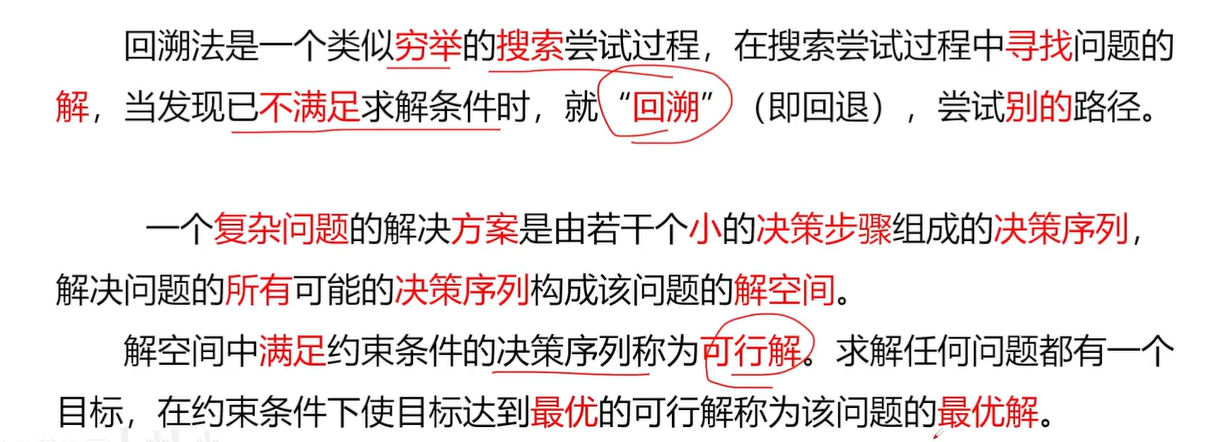 回溯法是一个类似穷举的搜索尝试过程，在搜索尝试过程中寻找问题的
解，当发现已不满足求解条件时，就“回溯”（即回退），尝试别的路径。
一个复杂问题的解决方案是由若干个小的决策步骤组成的决策序列，
解决问题的所有可能的决策序列构成该问题的解空间。
解空间中满足约束条件的决策序列称为可行解。求解任何问题都有一个
目标，在约束条件下使目标达到最优的可行解称为该问题的最优解。